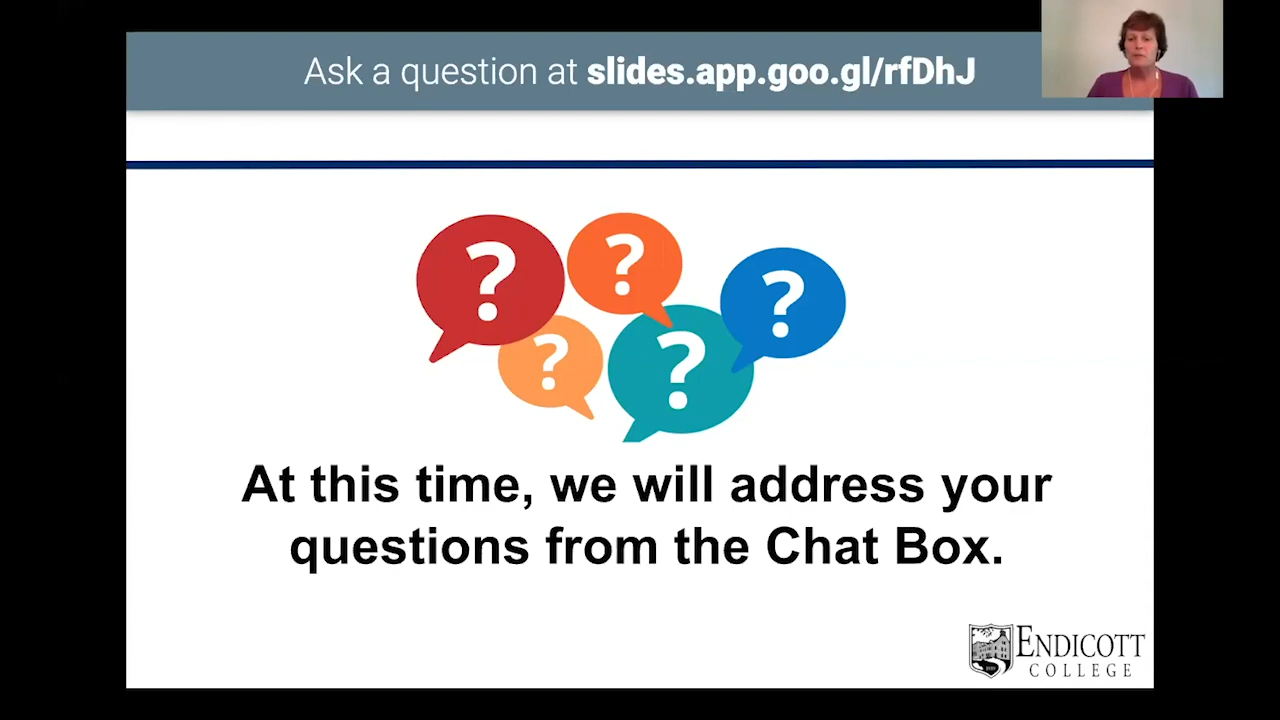 Ask a question at slides.app.goo.gl/rfDhJ
? ? ? ? ?
At this time, we will address your
questions from the Chat Box.
ENDICOTT
COLLEGE